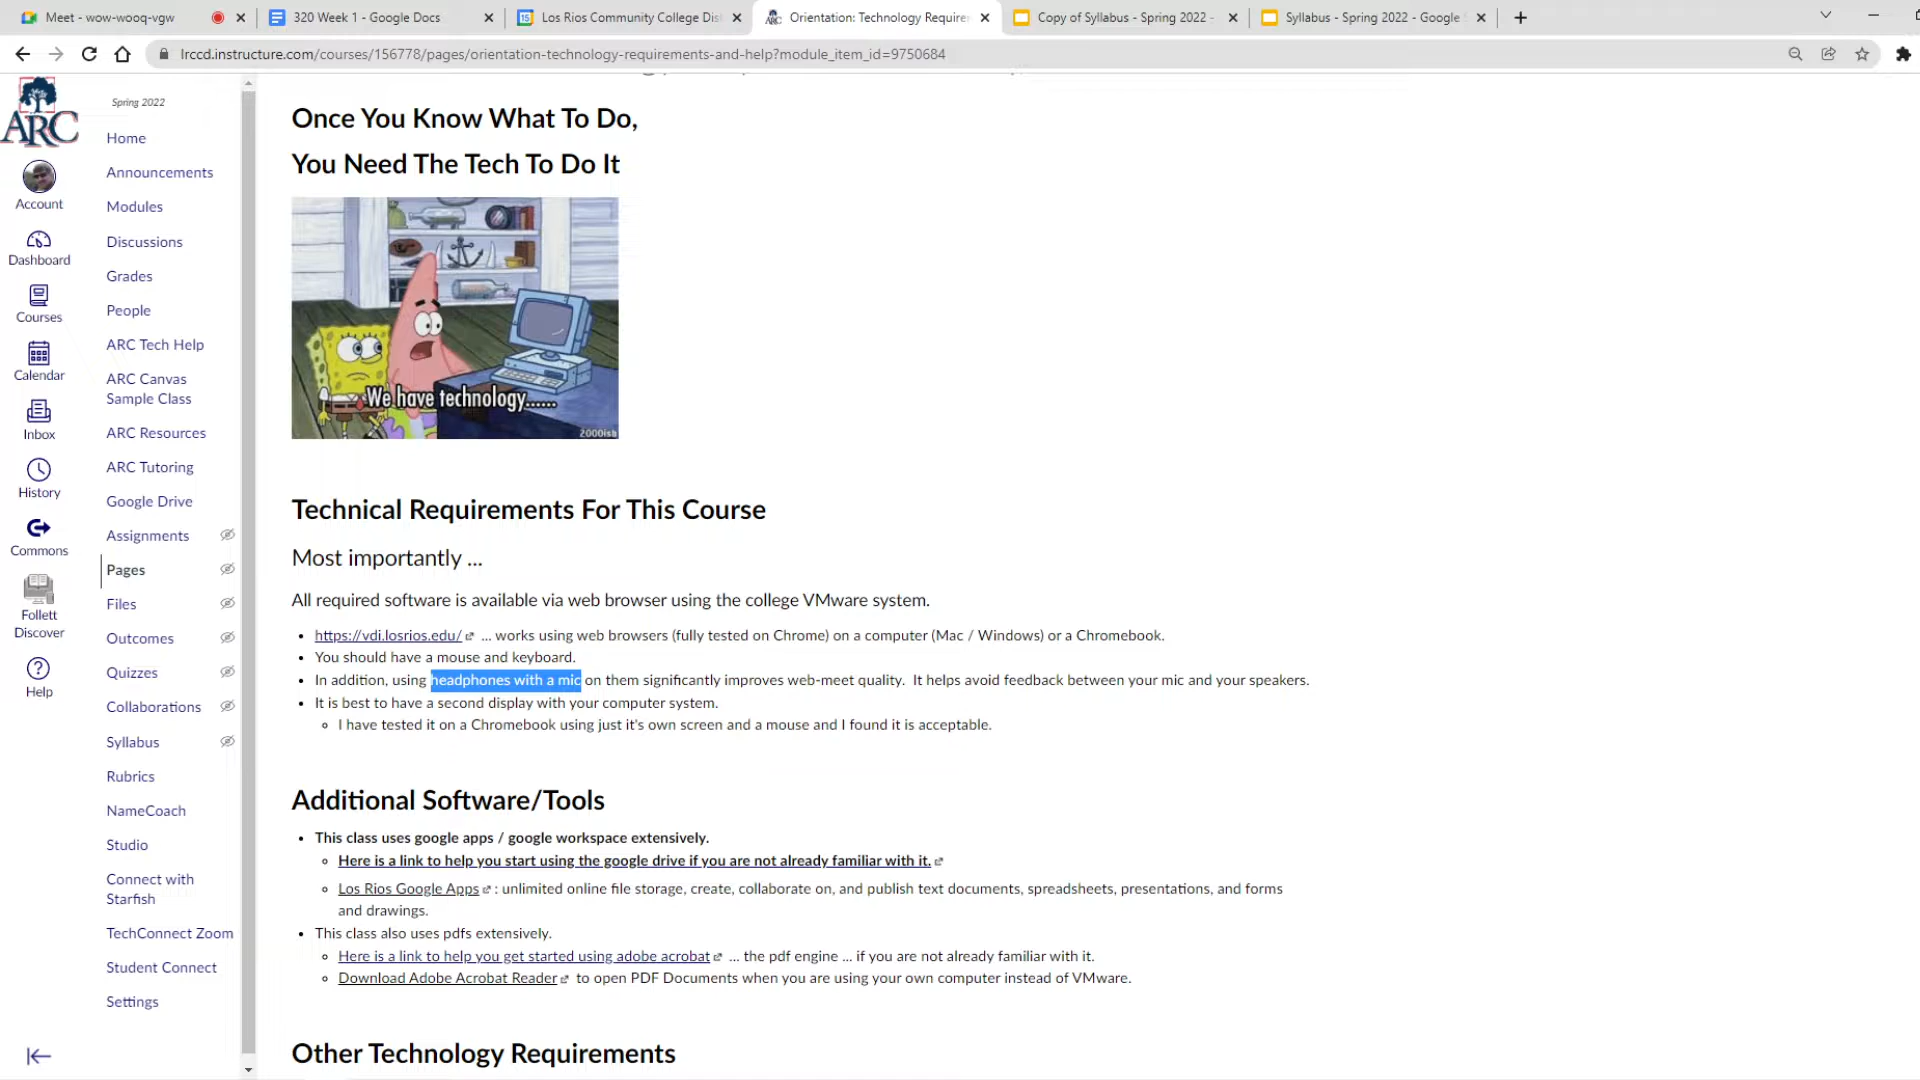 Meet - wow-wooq-vgw
320 Week 1 - Google Docs
Los Rios Community College Dis
Orientation: Technology Require
Copy of Syllabus - Spring 2022 -
Syllabus - Spring 2022 - Google
lrccd.instructure.com/courses/156778/pages/orientation-technology-requirements-and-help?module_item_id=9750684
ARC
Account
Dashboard
Courses
Calendar
Inbox
History
Commons
Follett
Discover
Help
Spring 2022
Home
Announcements
Modules
Discussions
Grades
People
ARC Tech Help
ARC Canvas
Sample Class
ARC Resources
ARC Tutoring
Google Drive
Assignments
Pages
Files
Outcomes
Quizzes
Collaborations
Syllabus
Rubrics
NameCoach
Studio
Connect with
Starfish
TechConnect Zoom
Student Connect
Settings
Once You Know What To Do,
You Need The Tech To Do It
We have technology......
2000ish
Technical Requirements For This Course
Most importantly ...
All required software is available via web browser using the college VMware system.
• https://vdi.losrios.edu/ ... works using web browsers (fully tested on Chrome) on a computer (Mac / Windows) or a Chromebook.
• You should have a mouse and keyboard.
• In addition, using headphones with a mic on them significantly improves web-meet quality. It helps avoid feedback between your mic and your speakers.
• It is best to have a second display with your computer system.
◦ I have tested it on a Chromebook using just it's own screen and a mouse and I found it is acceptable.
Additional Software/Tools
• This class uses google apps / google workspace extensively.
◦ Here is a link to help you start using the google drive if you are not already familiar with it.
◦ Los Rios Google Apps : unlimited online file storage, create, collaborate on, and publish text documents, spreadsheets, presentations, and forms
and drawings.
• This class also uses pdfs extensively.
◦ Here is a link to help you get started using adobe acrobat ... the pdf engine ... if you are not already familiar with it.
◦ Download Adobe Acrobat Reader to open PDF Documents when you are using your own computer instead of VMware.
Other Technology Requirements